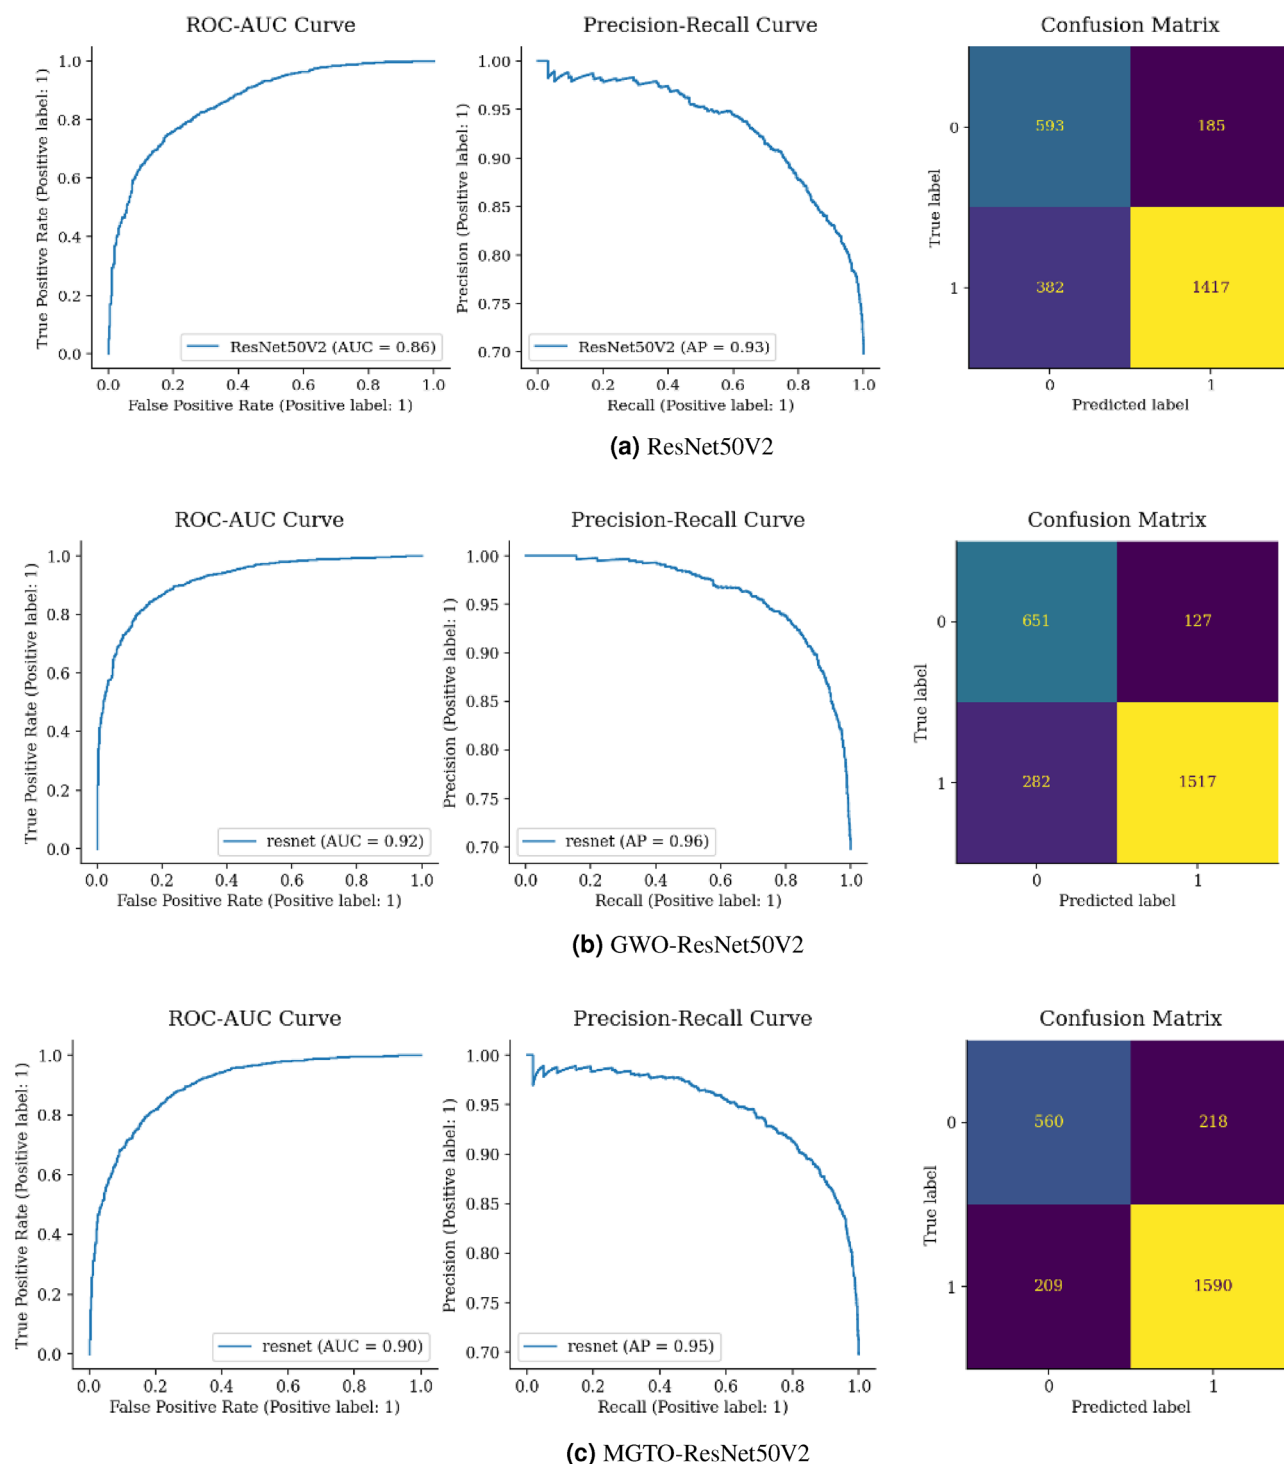 ROC-AUC Curve
Precision-Recall Curve
Confusion Matrix
True Positive Rate (Positive label: 1)
1.0
0.8
0.6
0.4
0.2
0.0
ResNet50V2 (AUC = 0.86)
0.0 0.2 0.4 0.6 0.8 1.0
False Positive Rate (Positive label: 1)
Precision (Positive label: 1)
1.00
0.95
0.90
0.85
0.80
0.75
0.70
ResNet50V2 (AP = 0.93)
0.0 0.2 0.4 0.6 0.8 1.0
Recall (Positive label: 1)
True label
0
1
593 185
382 1417
0 1
Predicted label
(a) ResNet50V2
ROC-AUC Curve
Precision-Recall Curve
Confusion Matrix
True Positive Rate (Positive label: 1)
1.0
0.8
0.6
0.4
0.2
0.0
resnet (AUC = 0.92)
0.0 0.2 0.4 0.6 0.8 1.0
False Positive Rate (Positive label: 1)
Precision (Positive label: 1)
1.00
0.95
0.90
0.85
0.80
0.75
0.70
resnet (AP = 0.96)
0.0 0.2 0.4 0.6 0.8 1.0
Recall (Positive label: 1)
True label
0
1
651 127
282 1517
0 1
Predicted label
(b) GWO-ResNet50V2
ROC-AUC Curve
Precision-Recall Curve
Confusion Matrix
True Positive Rate (Positive label: 1)
1.0
0.8
0.6
0.4
0.2
0.0
resnet (AUC = 0.90)
0.0 0.2 0.4 0.6 0.8 1.0
False Positive Rate (Positive label: 1)
Precision (Positive label: 1)
1.00
0.95
0.90
0.85
0.80
0.75
0.70
resnet (AP = 0.95)
0.0 0.2 0.4 0.6 0.8 1.0
Recall (Positive label: 1)
True label
0
1
560 218
209 1590
0 1
Predicted label
(c) MGTO-ResNet50V2